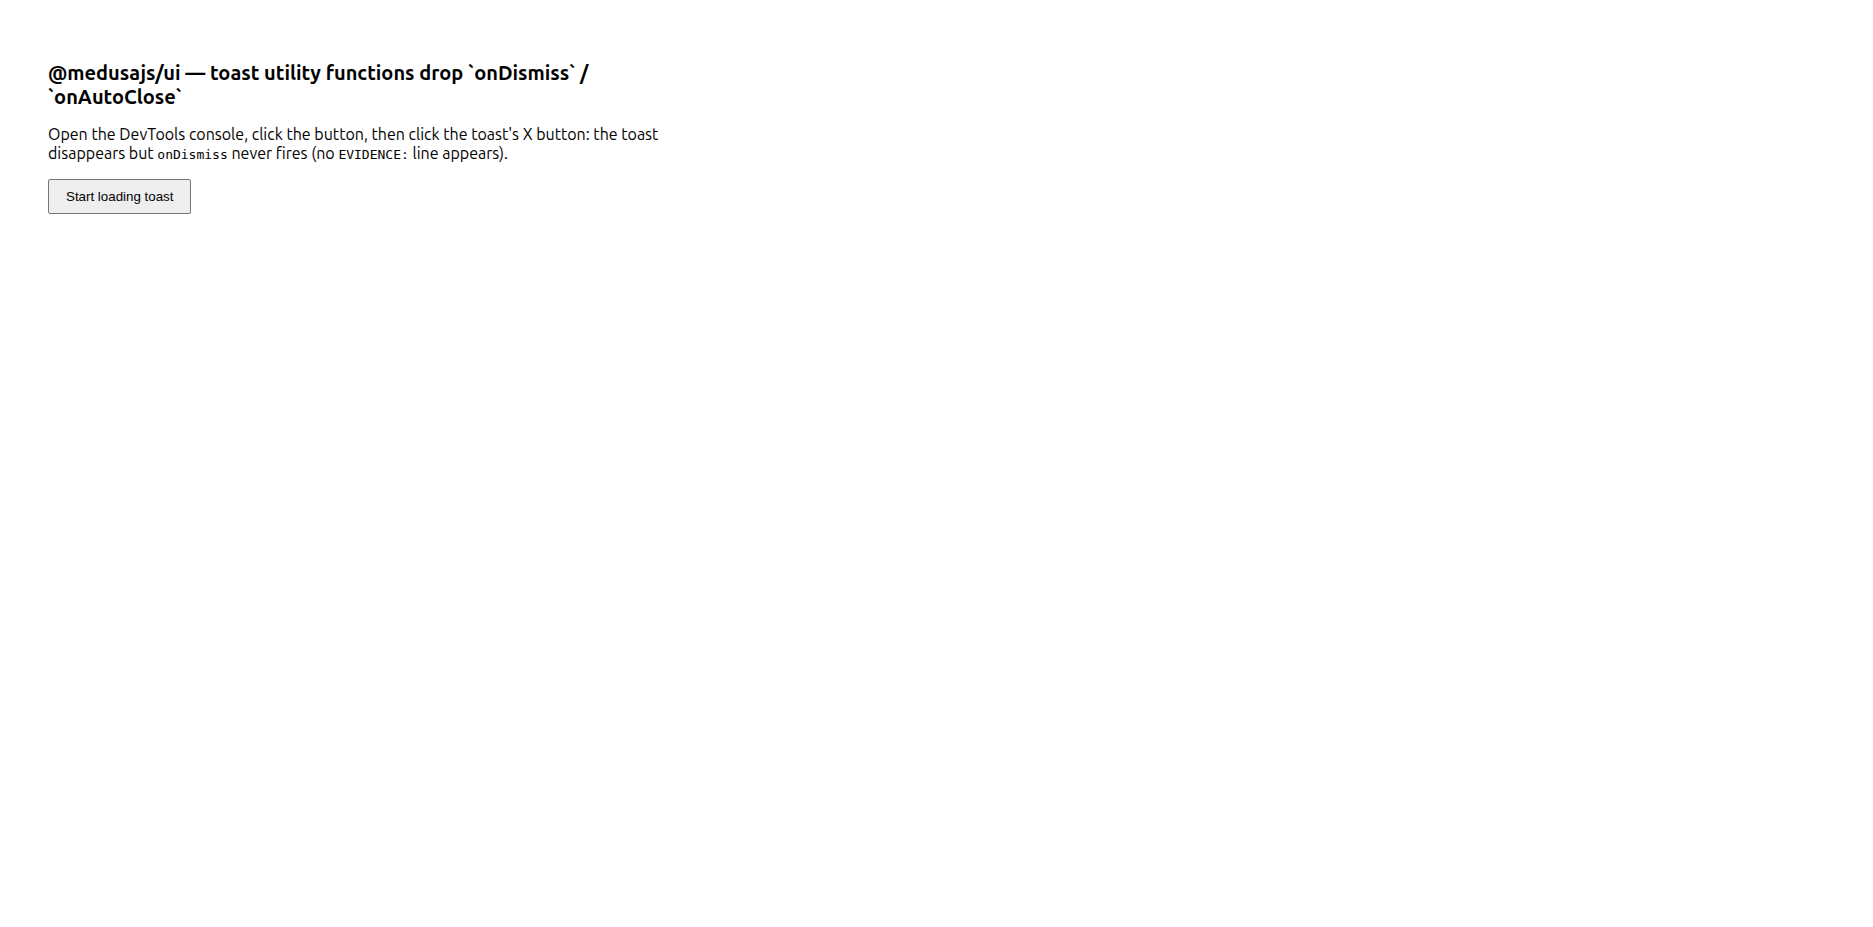 @medusajs/ui — toast utility functions drop `onDismiss` /
`onAutoClose`
Open the DevTools console, click the button, then click the toast's X button: the toast
disappears but onDismiss never fires (no EVIDENCE: line appears).
Start loading toast